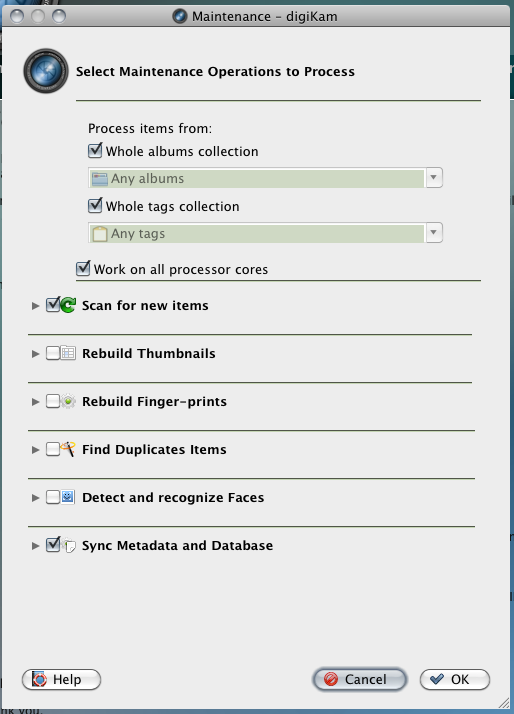 Maintenance – digiKam
Select Maintenance Operations to Process
Process items from:
Whole albums collection
Any albums
Whole tags collection
Any tags
Work on all processor cores
Scan for new items
Rebuild Thumbnails
Rebuild Finger-prints
Find Duplicates Items
Detect and recognize Faces
Sync Metadata and Database
Help
Cancel
OK
nk you.